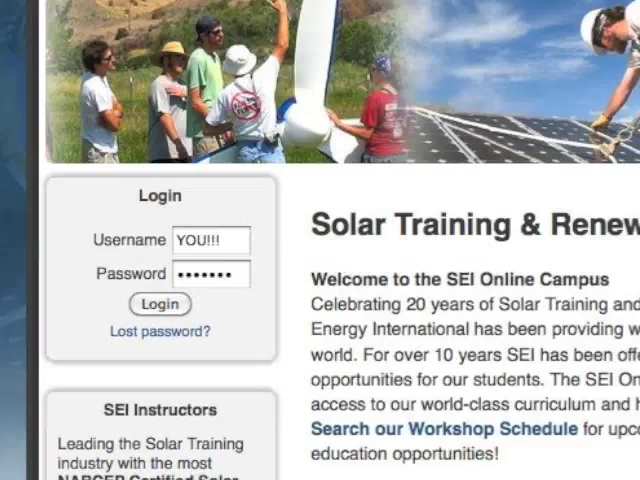 Login
Username YOU!!!
Password •••••••
Login
Lost password?
SEI Instructors
Leading the Solar Training
industry with the most
NABCEP Certified Solar
Solar Training & Renew
Welcome to the SEI Online Campus
Celebrating 20 years of Solar Training and
Energy International has been providing w
world. For over 10 years SEI has been offe
opportunities for our students. The SEI On
access to our world-class curriculum and h
Search our Workshop Schedule for upco
education opportunities!